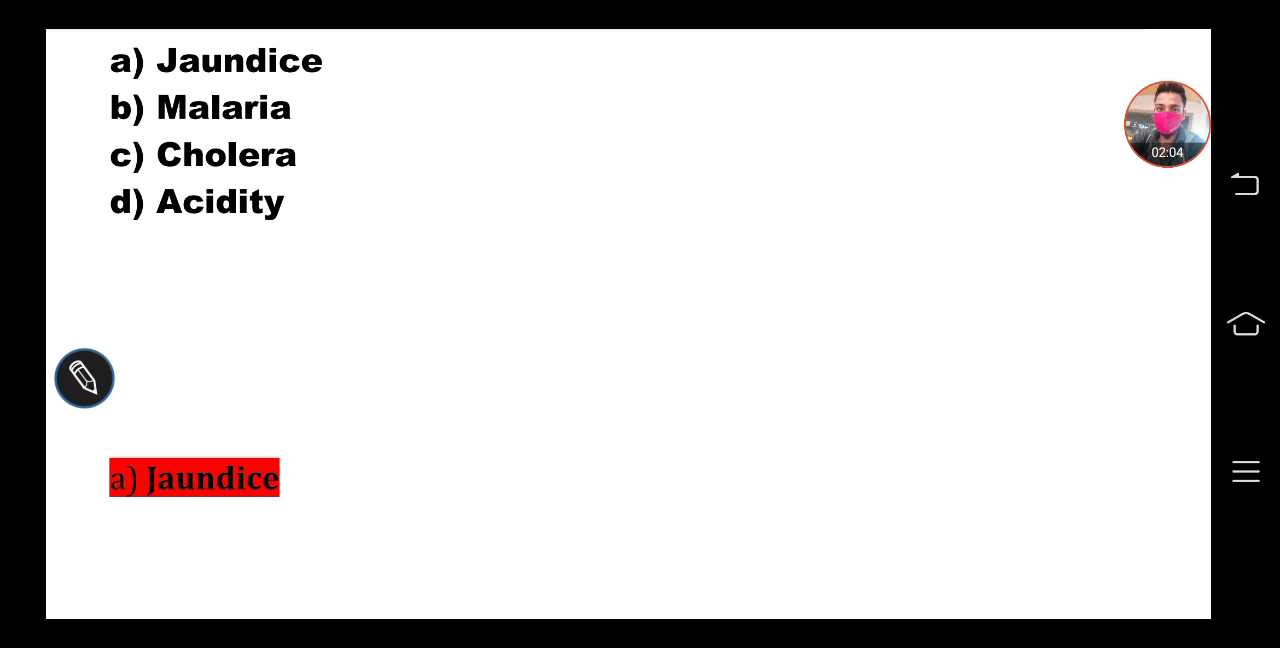 a) Jaundice
b) Malaria
c) Cholera
d) Acidity
02:04
a) Jaundice